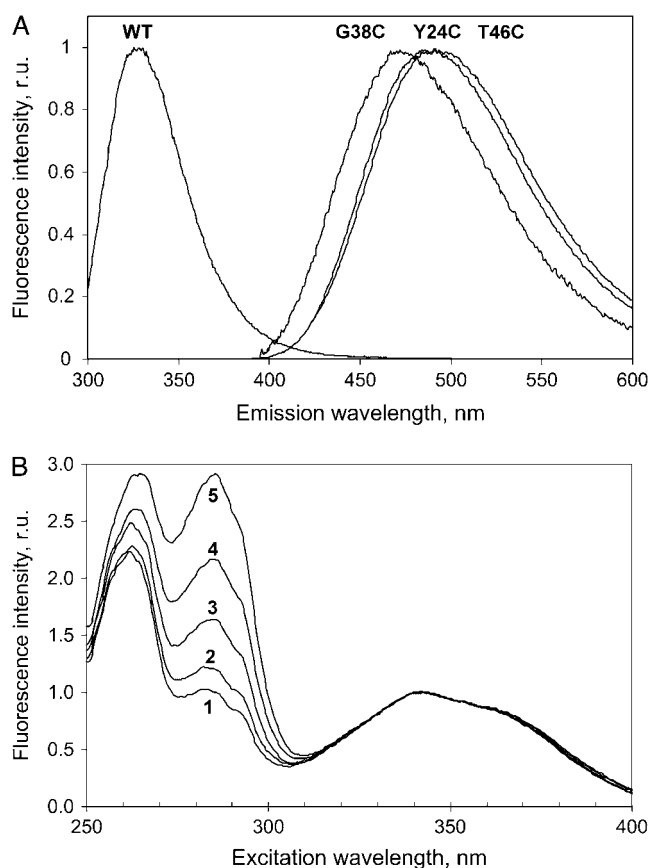 A
WT G38C Y24C T46C
Fluorescence intensity, r.u.
1
0.8
0.6
0.4
0.2
0
300 350 400 450 500 550 600
Emission wavelength, nm
B
Fluorescence intensity, r.u.
3.0
2.5
2.0
1.5
1.0
0.5
0.0
5
4
3
2
1
250 300 350 400
Excitation wavelength, nm